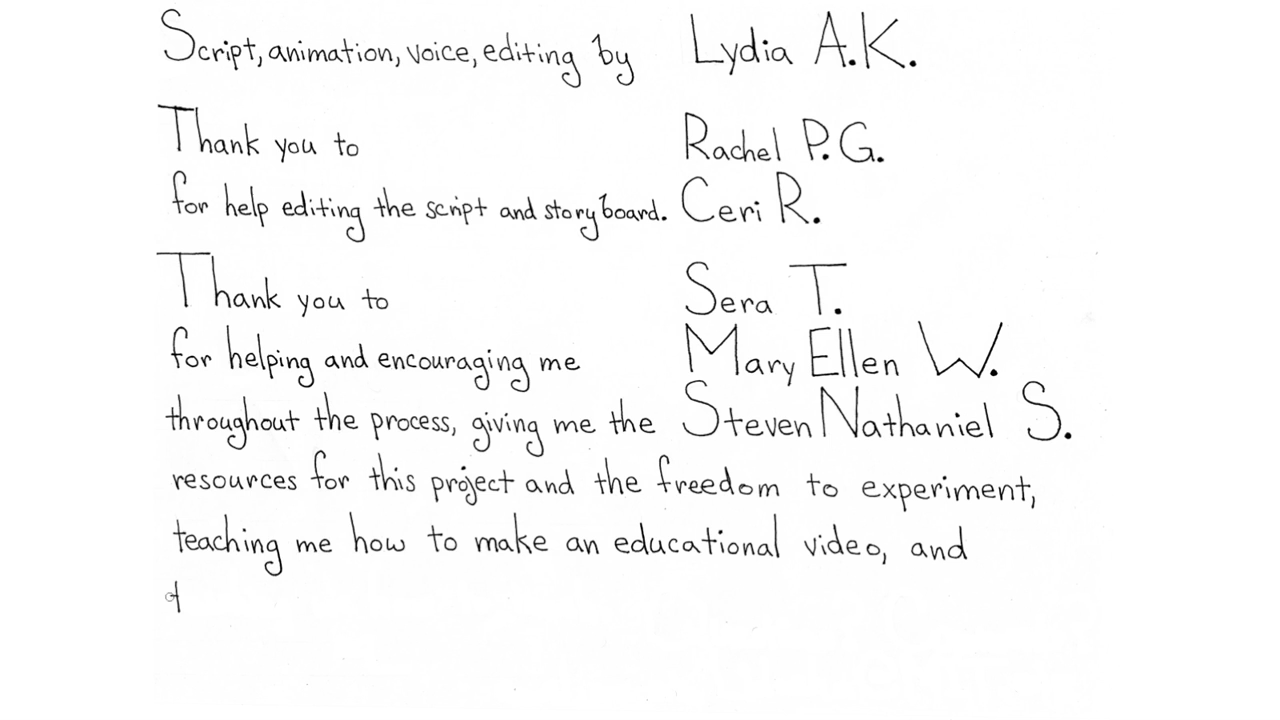 Script, animation, voice, editing by Lydia A.K.
Thank you to Rachel P.G.
for help editing the script and storyboard. Ceri R.
Thank you to Sera T.
for helping and encouraging me Mary Ellen W.
throughout the process, giving me the Steven Nathaniel S.
resources for this project and the freedom to experiment,
teaching me how to make an educational video, and